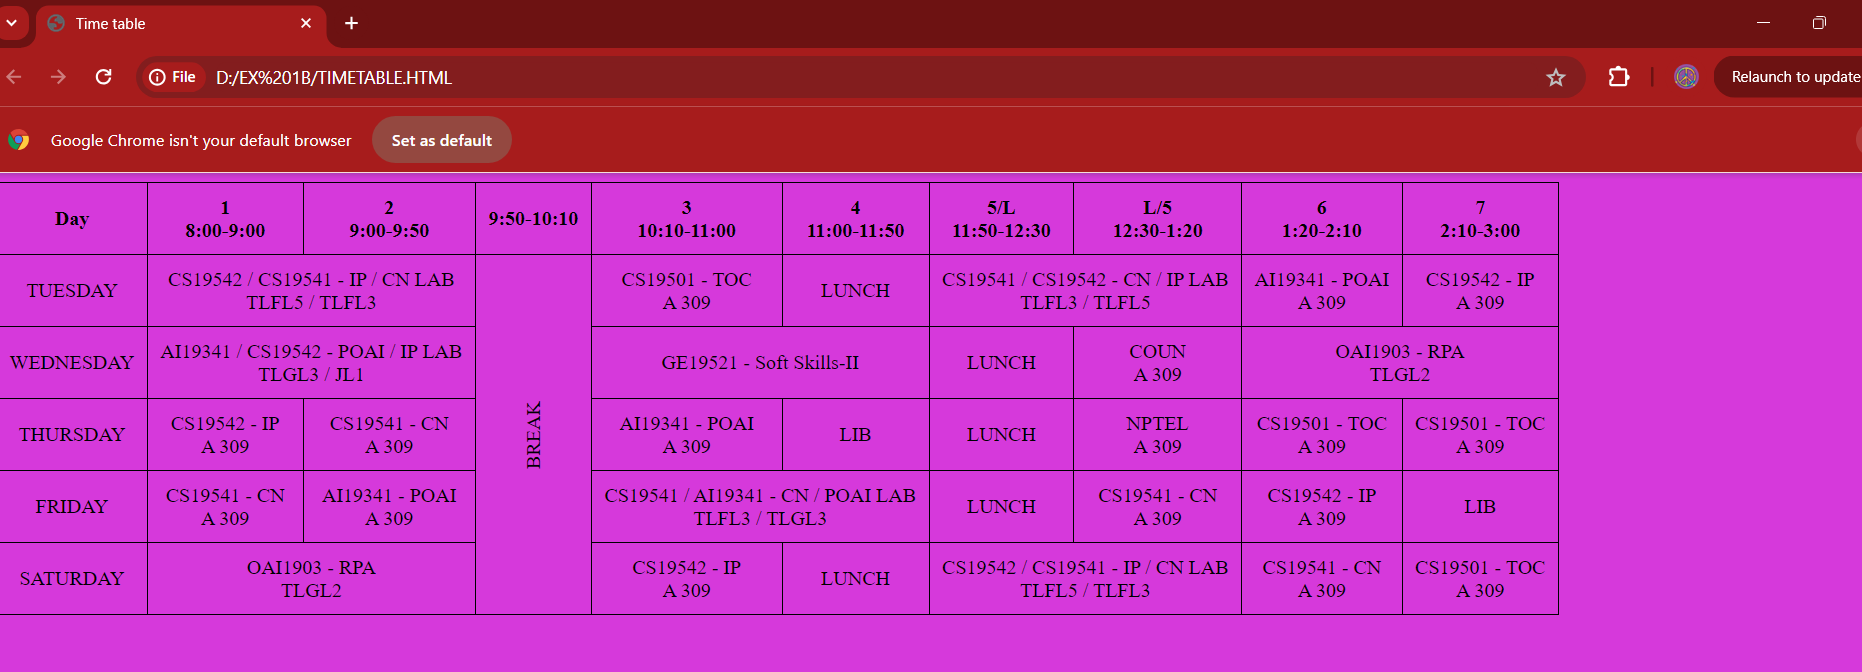 Time table
File
D:/EX%201B/TIMETABLE.HTML
Relaunch to update
Google Chrome isn't your default browser
Set as default
Day
1
8:00-9:00
2
9:00-9:50
9:50-10:10
3
10:10-11:00
4
11:00-11:50
5/L
11:50-12:30
L/5
12:30-1:20
6
1:20-2:10
7
2:10-3:00
TUESDAY
CS19542 / CS19541 - IP / CN LAB
TLFL5 / TLFL3
BREAK
CS19501 - TOC
A 309
LUNCH
CS19541 / CS19542 - CN / IP LAB
TLFL3 / TLFL5
AI19341 - POAI
A 309
CS19542 - IP
A 309
WEDNESDAY
AI19341 / CS19542 - POAI / IP LAB
TLGL3 / JL1
GE19521 - Soft Skills-II
LUNCH
COUN
A 309
OAI1903 - RPA
TLGL2
THURSDAY
CS19542 - IP
A 309
CS19541 - CN
A 309
AI19341 - POAI
A 309
LIB
LUNCH
NPTEL
A 309
CS19501 - TOC
A 309
CS19501 - TOC
A 309
FRIDAY
CS19541 - CN
A 309
AI19341 - POAI
A 309
CS19541 / AI19341 - CN / POAI LAB
TLFL3 / TLGL3
LUNCH
CS19541 - CN
A 309
CS19542 - IP
A 309
LIB
SATURDAY
OAI1903 - RPA
TLGL2
CS19542 - IP
A 309
LUNCH
CS19542 / CS19541 - IP / CN LAB
TLFL5 / TLFL3
CS19541 - CN
A 309
CS19501 - TOC
A 309